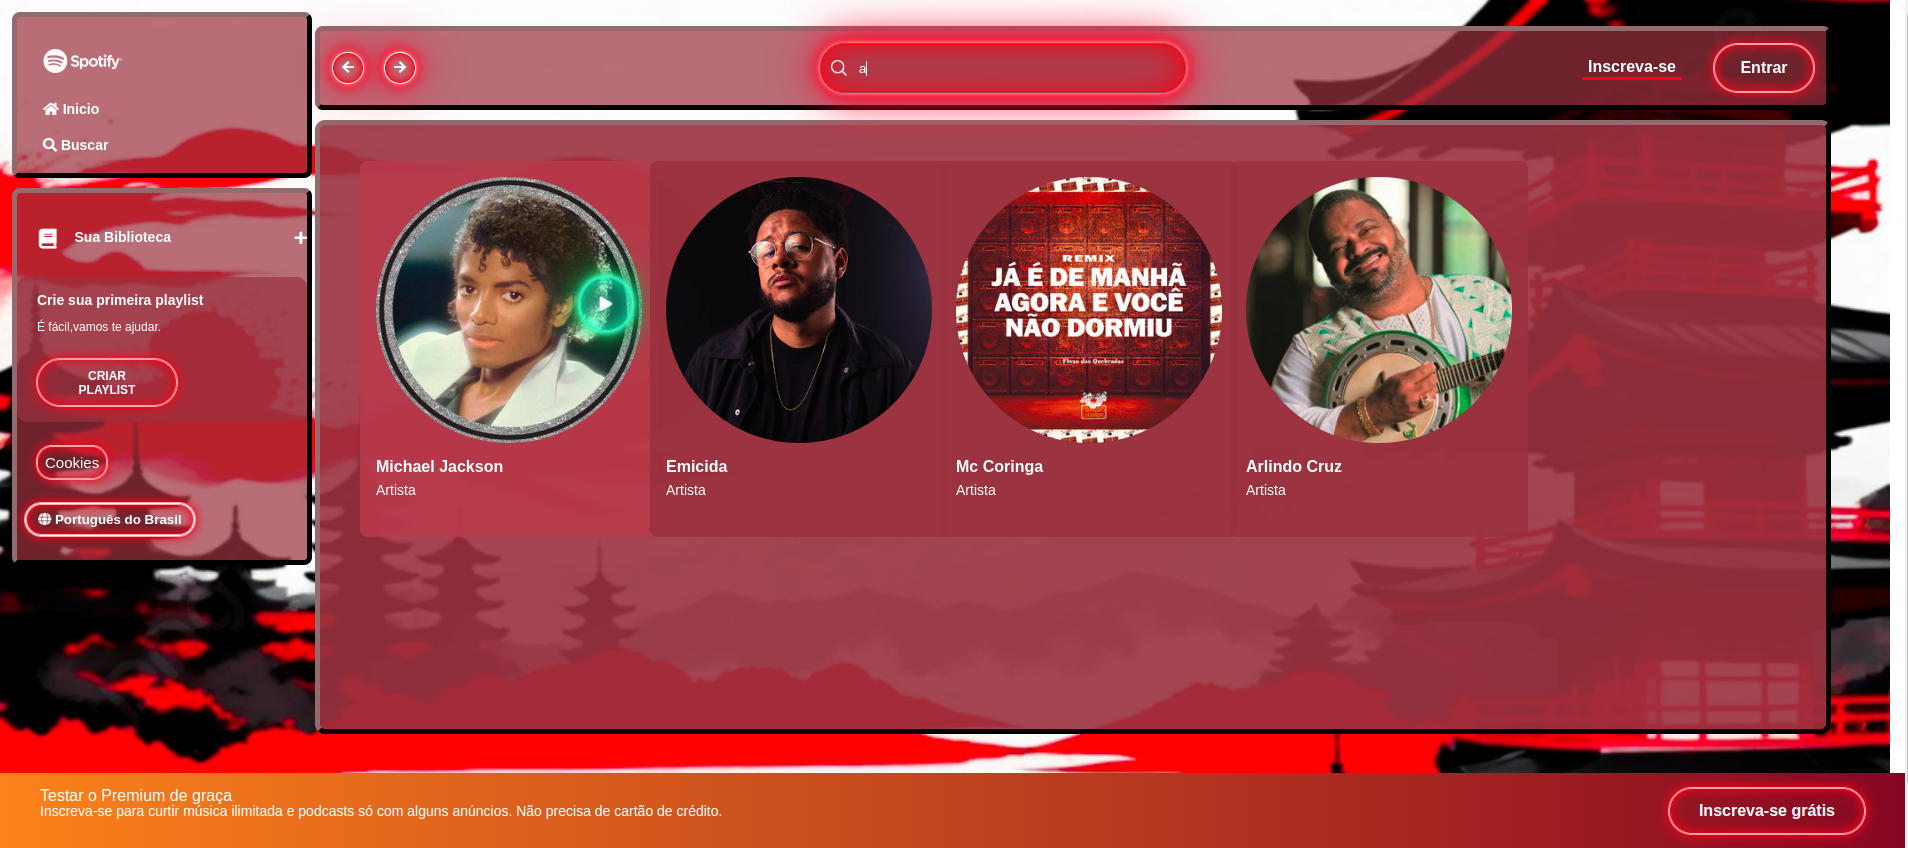 Spotify
Inicio
Buscar
Sua Biblioteca
Crie sua primeira playlist
É fácil,vamos te ajudar.
CRIAR
PLAYLIST
Cookies
Português do Brasil
a
Inscreva-se
Entrar
REMIX
JÁ É DE MANHÃ
AGORA E VOCÊ
NÃO DORMIU
Fluxo das Quebradas
Michael Jackson
Artista
Emicida
Artista
Mc Coringa
Artista
Arlindo Cruz
Artista
Testar o Premium de graça
Inscreva-se para curtir música ilimitada e podcasts só com alguns anúncios. Não precisa de cartão de crédito.
Inscreva-se grátis